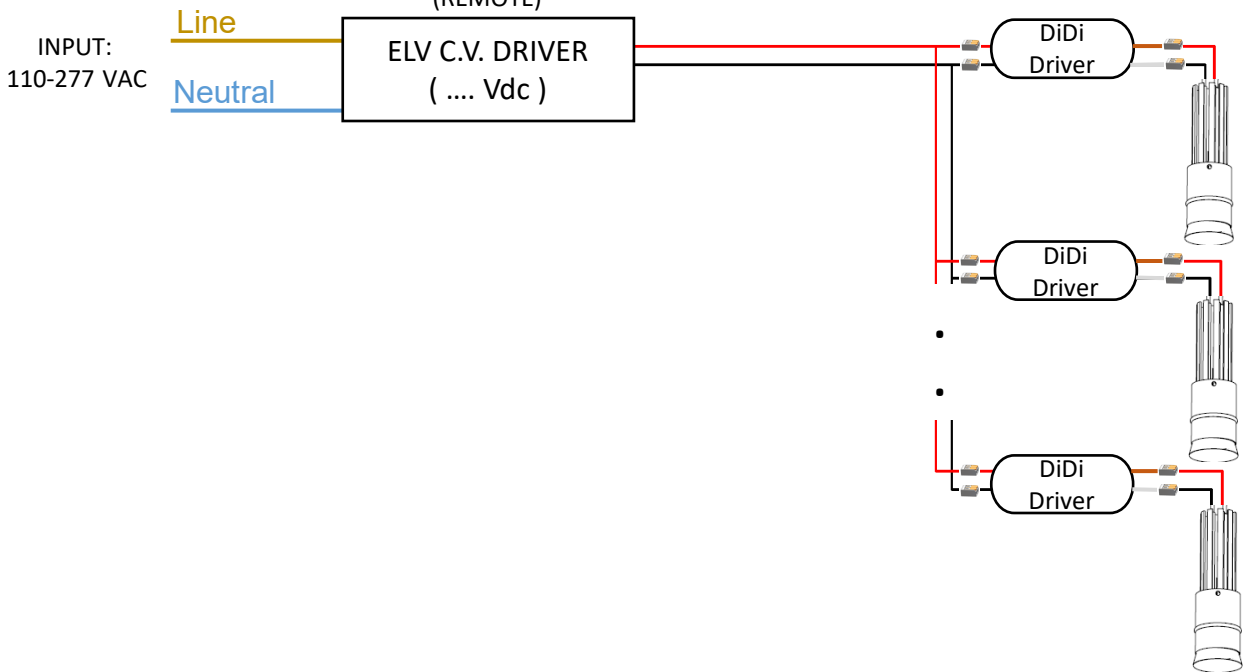 (REMOTE)
Line
INPUT:
110-277 VAC
Neutral
ELV C.V. DRIVER
( .... Vdc )
DiDi
Driver
DiDi
Driver
DiDi
Driver